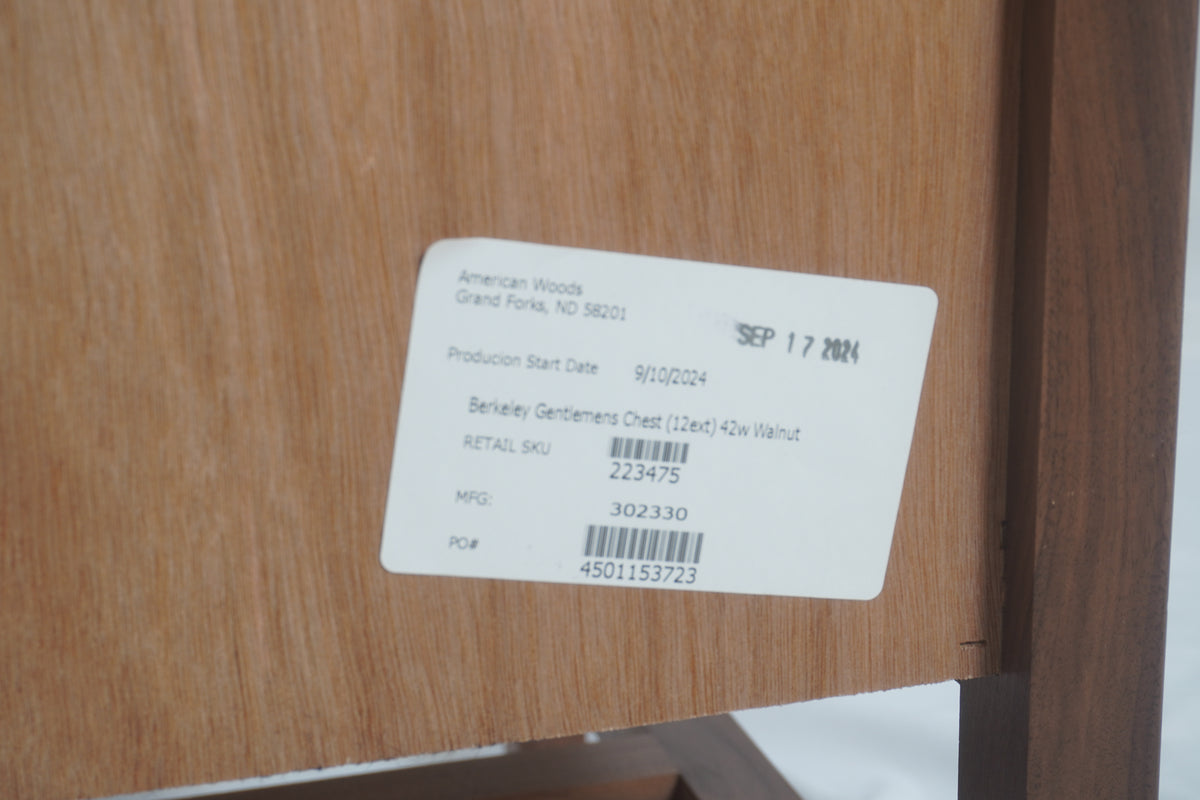 American Woods
Grand Forks, ND 58201
SEP 17 2024
Producion Start Date 9/10/2024
Berkeley Gentlemens Chest (12ext) 42w Walnut
RETAIL SKU
223475
MFG: 302330
PO#
4501153723